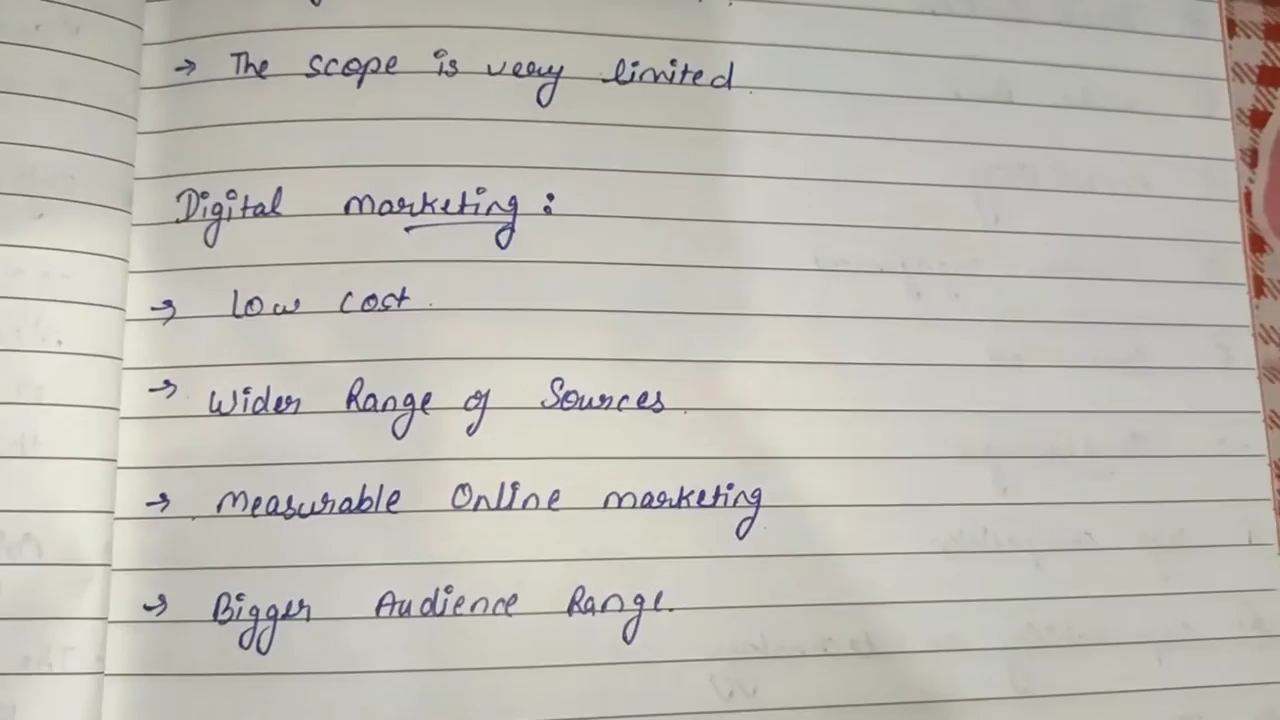 → The scope is very limited.
Digital marketing:
→ Low cost.
→ Wider Range of Sources.
→ Measurable Online marketing
→ Bigger Audience Range.